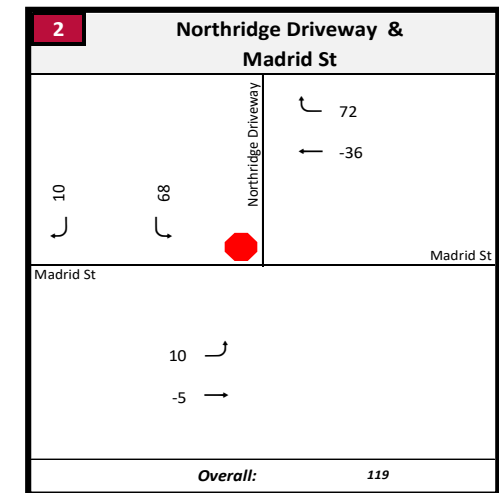 2
Northridge Driveway &
Madrid St
Northridge Driveway
10
68
72
-36
Madrid St
Madrid St
10
-5
Overall: 119